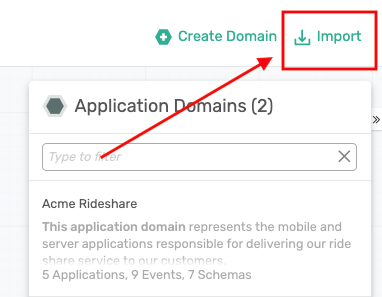 Create Domain
Import
Application Domains (2)
Type to filter
Acme Rideshare
This application domain represents the mobile and
server applications responsible for delivering our ride
share service to our customers.
5 Applications, 9 Events, 7 Schemas